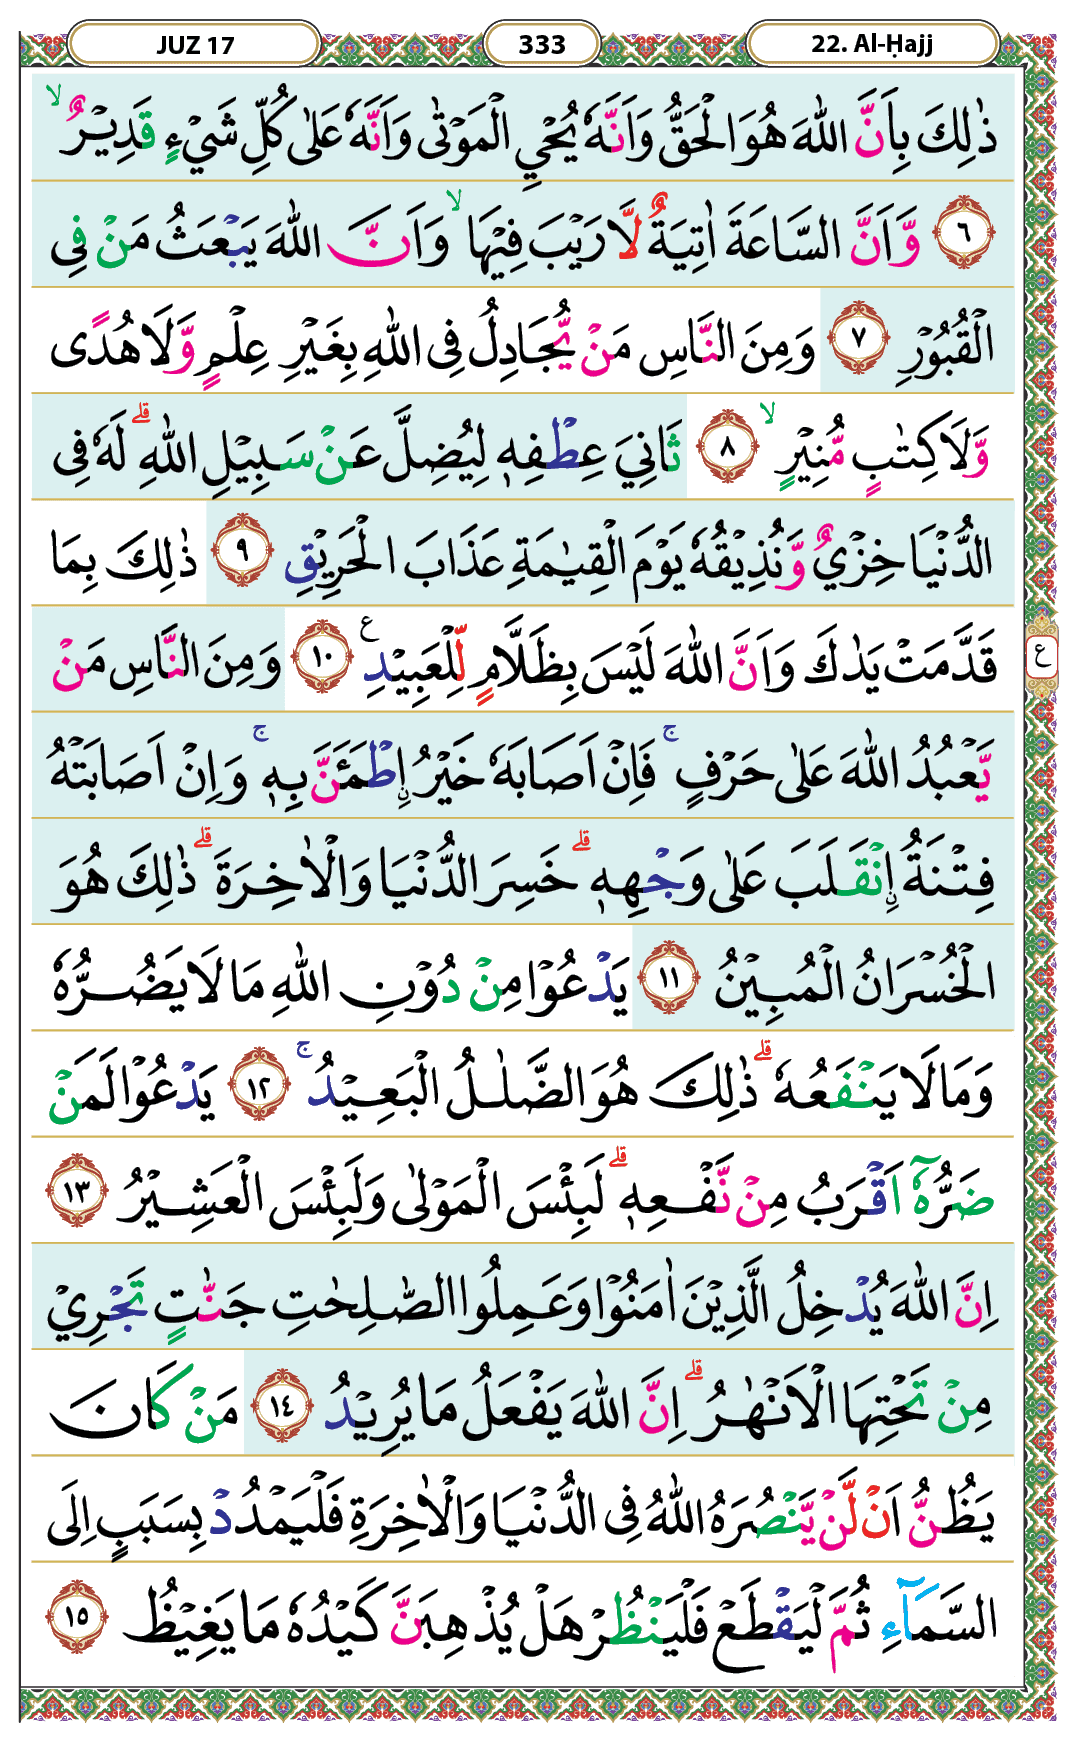 JUZ 17
333
22. Al-Ḥajj
ذٰلِكَ بِاَنَّ اللّٰهَ هُوَ الْحَقُّ وَاَنَّهٗ يُحْيِ الْمَوْتٰى وَاَنَّهٗ عَلٰى كُلِّ شَيْءٍ قَدِيْرٌۙ
٦ وَّاَنَّ السَّاعَةَ اٰتِيَةٌ لَّا رَيْبَ فِيْهَاۙ وَاَنَّ اللّٰهَ يَبْعَثُ مَنْ فِى
الْقُبُوْرِ ٧ وَمِنَ النَّاسِ مَنْ يُّجَادِلُ فِى اللّٰهِ بِغَيْرِ عِلْمٍ وَّلَا هُدًى
وَّلَا كِتٰبٍ مُّنِيْرٍۙ ٨ ثَانِيَ عِطْفِهٖ لِيُضِلَّ عَنْ سَبِيْلِ اللّٰهِۗ لَهٗ فِى
الدُّنْيَا خِزْيٌ وَّنُذِيْقُهٗ يَوْمَ الْقِيٰمَةِ عَذَابَ الْحَرِيْقِ ٩ ذٰلِكَ بِمَا
قَدَّمَتْ يَدٰكَ وَاَنَّ اللّٰهَ لَيْسَ بِظَلَّامٍ لِّلْعَبِيْدِ ࣖ ١٠ وَمِنَ النَّاسِ مَنْ
ع
يَّعْبُدُ اللّٰهَ عَلٰى حَرْفٍۚ فَاِنْ اَصَابَهٗ خَيْرُ ۨاطْمَـَٔنَّ بِهٖۚ وَاِنْ اَصَابَتْهُ
فِتْنَةُ ۨانْقَلَبَ عَلٰى وَجْهِهٖۗ خَسِرَ الدُّنْيَا وَالْاٰخِرَةَۗ ذٰلِكَ هُوَ
الْخُسْرَانُ الْمُبِيْنُ ١١ يَدْعُوْا مِنْ دُوْنِ اللّٰهِ مَا لَا يَضُرُّهٗ
وَمَا لَا يَنْفَعُهٗۗ ذٰلِكَ هُوَ الضَّلٰلُ الْبَعِيْدُۚ ١٢ يَدْعُوْا لَمَنْ
ضَرُّهٗٓ اَقْرَبُ مِنْ نَّفْعِهٖۗ لَبِئْسَ الْمَوْلٰى وَلَبِئْسَ الْعَشِيْرُ ١٣
اِنَّ اللّٰهَ يُدْخِلُ الَّذِيْنَ اٰمَنُوْا وَعَمِلُوا الصّٰلِحٰتِ جَنّٰتٍ تَجْرِيْ
مِنْ تَحْتِهَا الْاَنْهٰرُۗ اِنَّ اللّٰهَ يَفْعَلُ مَا يُرِيْدُ ١٤ مَنْ كَانَ
يَظُنُّ اَنْ لَّنْ يَّنْصُرَهُ اللّٰهُ فِى الدُّنْيَا وَالْاٰخِرَةِ فَلْيَمْدُدْ بِسَبَبٍ اِلَى
السَّمَاۤءِ ثُمَّ لْيَقْطَعْ فَلْيَنْظُرْ هَلْ يُذْهِبَنَّ كَيْدُهٗ مَا يَغِيْظُ ١٥